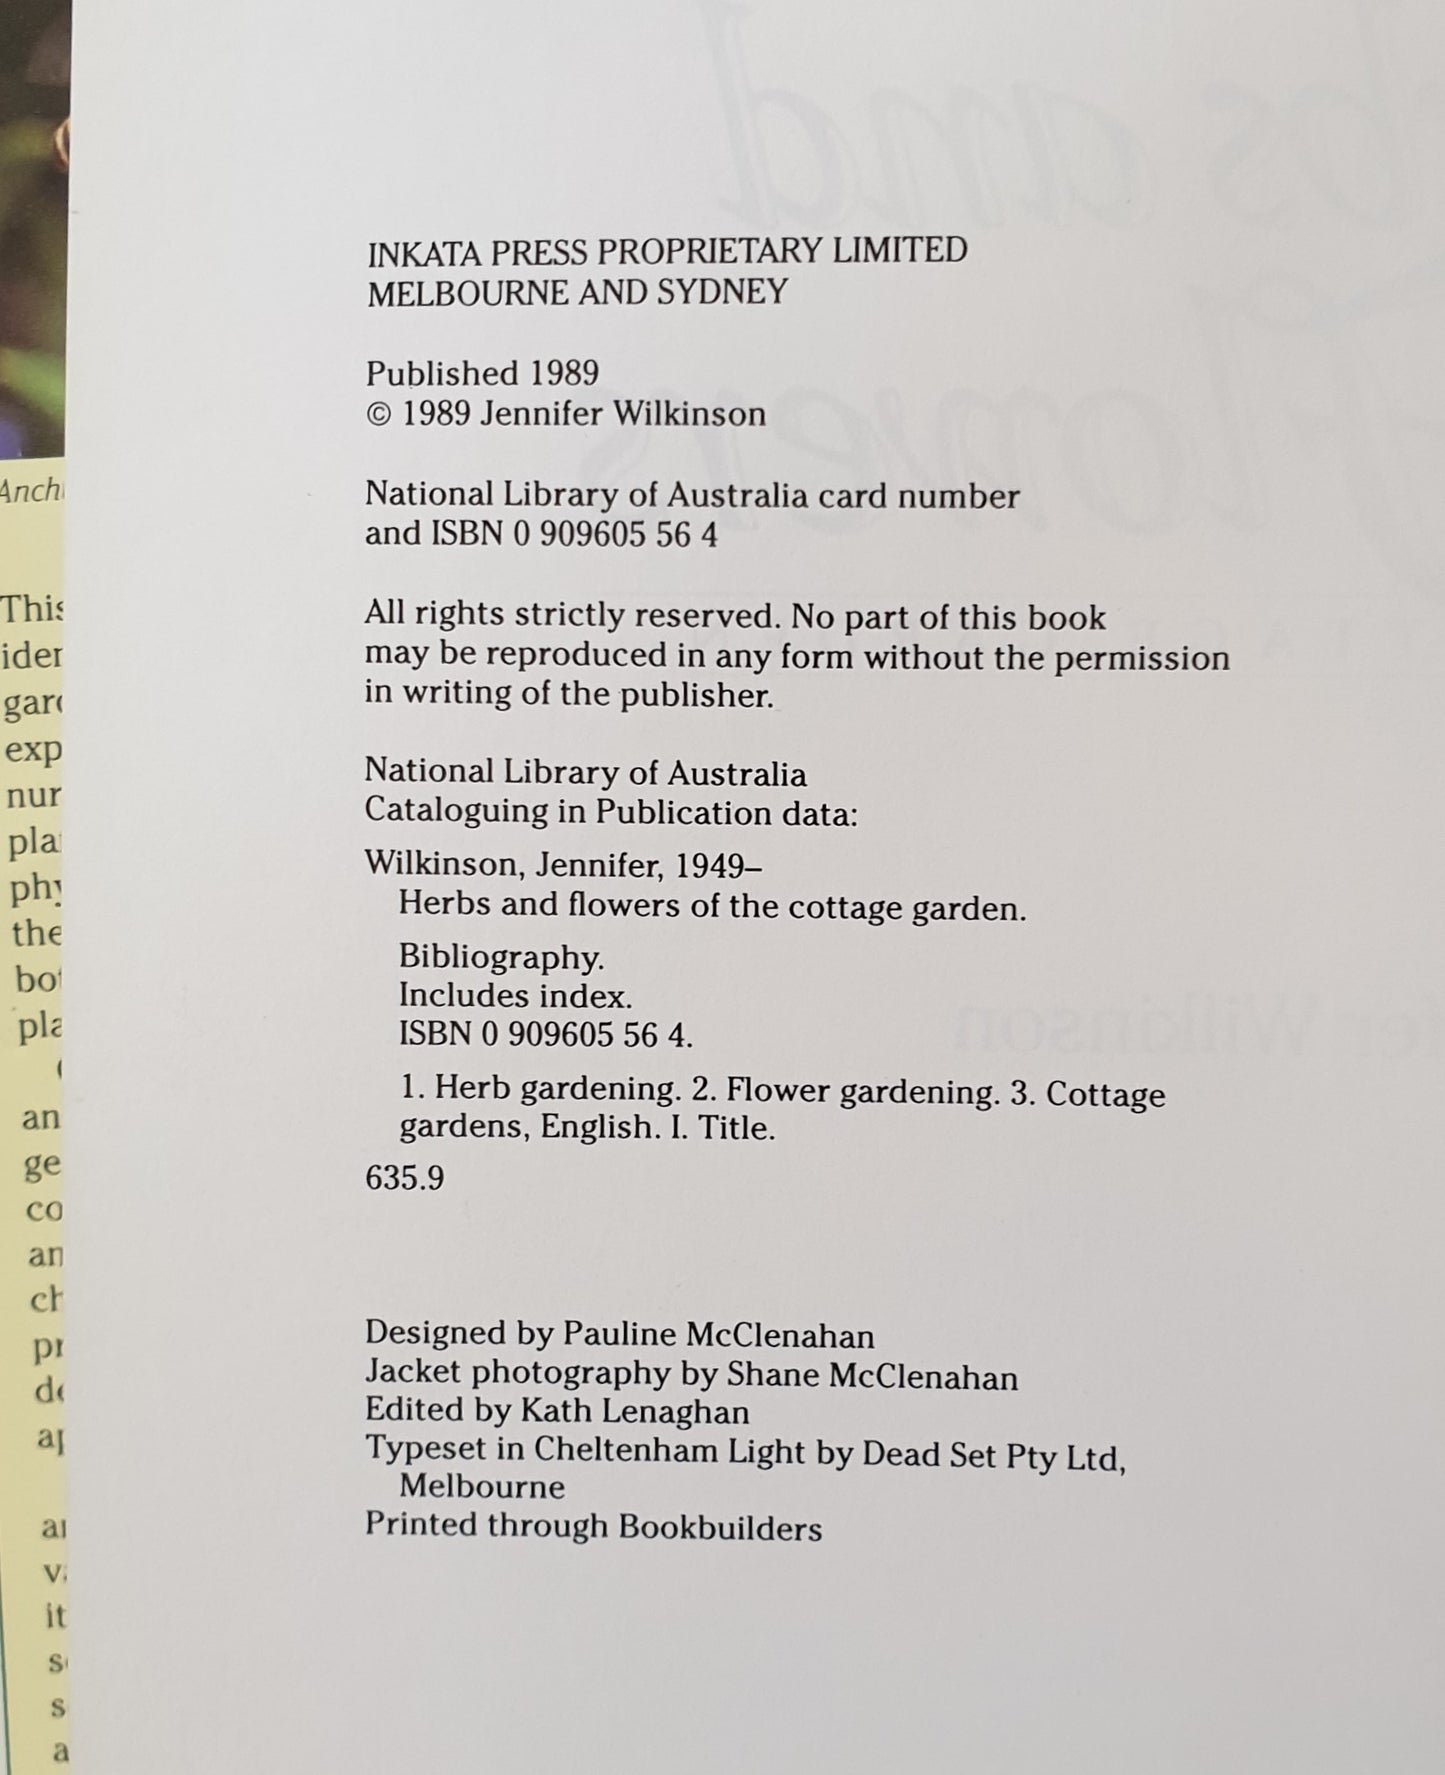 INKATA PRESS PROPRIETARY LIMITED
MELBOURNE AND SYDNEY
Published 1989
© 1989 Jennifer Wilkinson
National Library of Australia card number
and ISBN 0 909605 56 4
All rights strictly reserved. No part of this book
may be reproduced in any form without the permission
in writing of the publisher.
National Library of Australia
Cataloguing in Publication data:
Wilkinson, Jennifer, 1949–
Herbs and flowers of the cottage garden.
Bibliography.
Includes index.
ISBN 0 909605 56 4.
1. Herb gardening. 2. Flower gardening. 3. Cottage
gardens, English. I. Title.
635.9
Designed by Pauline McClenahan
Jacket photography by Shane McClenahan
Edited by Kath Lenaghan
Typeset in Cheltenham Light by Dead Set Pty Ltd,
Melbourne
Printed through Bookbuilders